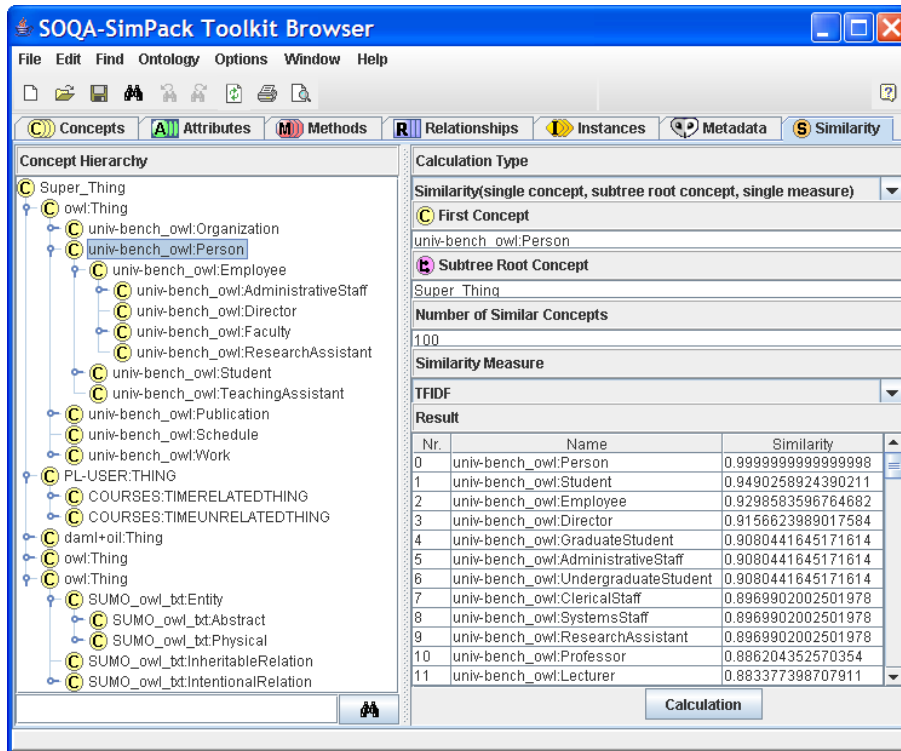 SOQA-SimPack Toolkit Browser
File Edit Find Ontology Options Window Help
C Concepts A Attributes M Methods R Relationships I Instances Metadata S Similarity
Concept Hierarchy
C Super_Thing
C owl:Thing
C univ-bench_owl:Organization
C univ-bench_owl:Person
C univ-bench_owl:Employee
C univ-bench_owl:AdministrativeStaff
C univ-bench_owl:Director
C univ-bench_owl:Faculty
C univ-bench_owl:ResearchAssistant
C univ-bench_owl:Student
C univ-bench_owl:TeachingAssistant
C univ-bench_owl:Publication
C univ-bench_owl:Schedule
C univ-bench_owl:Work
C PL-USER:THING
C COURSES:TIMERELATEDTHING
C COURSES:TIMEUNRELATEDTHING
C daml+oil:Thing
C owl:Thing
C owl:Thing
C SUMO_owl_txt:Entity
C SUMO_owl_txt:Abstract
C SUMO_owl_txt:Physical
C SUMO_owl_txt:InheritableRelation
C SUMO_owl_txt:IntentionalRelation
Calculation Type
Similarity(single concept, subtree root concept, single measure)
C First Concept
univ-bench_owl:Person
Subtree Root Concept
Super_Thing
Number of Similar Concepts
100
Similarity Measure
TFIDF
Result
Nr. Name Similarity
0 univ-bench_owl:Person 0.9999999999999998
1 univ-bench_owl:Student 0.9490258924390211
2 univ-bench_owl:Employee 0.9298583596764682
3 univ-bench_owl:Director 0.9156623989017584
4 univ-bench_owl:GraduateStudent 0.9080441645171614
5 univ-bench_owl:AdministrativeStaff 0.9080441645171614
6 univ-bench_owl:UndergraduateStudent 0.9080441645171614
7 univ-bench_owl:ClericalStaff 0.8969902002501978
8 univ-bench_owl:SystemsStaff 0.8969902002501978
9 univ-bench_owl:ResearchAssistant 0.8969902002501978
10 univ-bench_owl:Professor 0.886204352570354
11 univ-bench_owl:Lecturer 0.883377398707911
Calculation